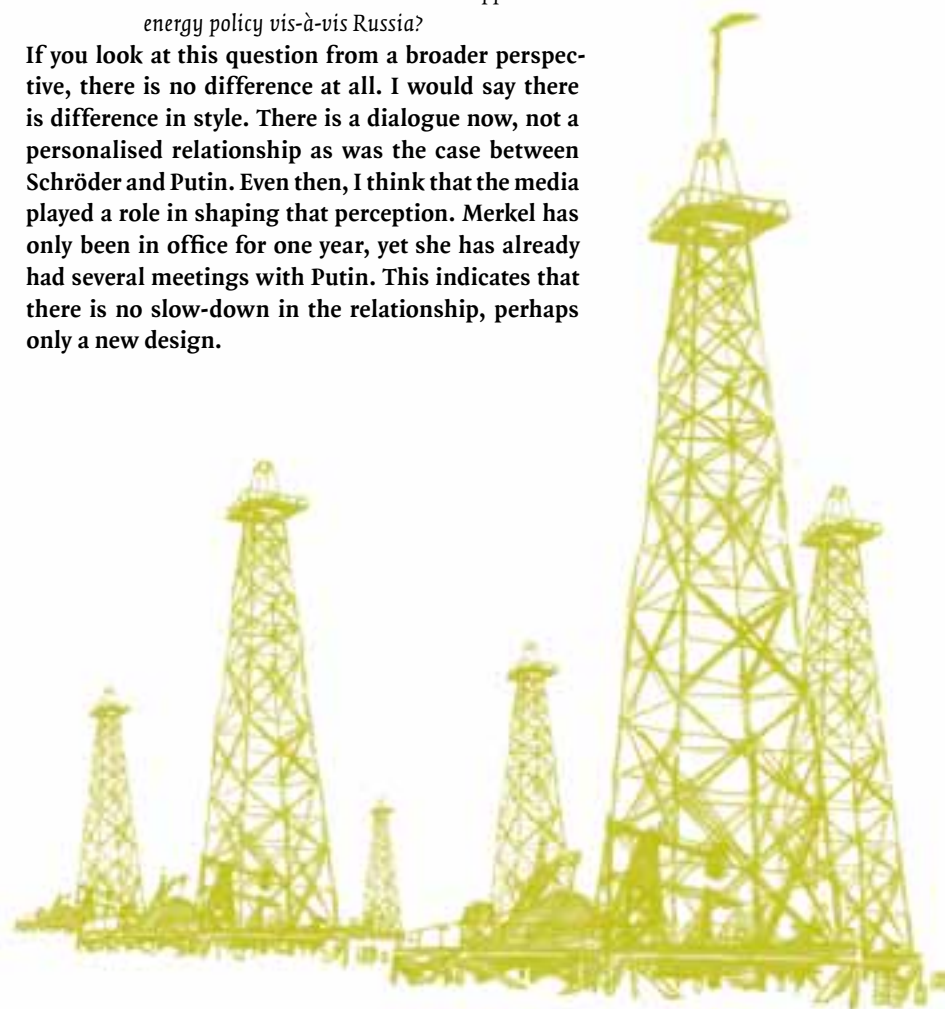 energy policy vis-à-vis Russia?
If you look at this question from a broader perspec-
tive, there is no difference at all. I would say there
is difference in style. There is a dialogue now, not a
personalised relationship as was the case between
Schröder and Putin. Even then, I think that the media
played a role in shaping that perception. Merkel has
only been in office for one year, yet she has already
had several meetings with Putin. This indicates that
there is no slow-down in the relationship, perhaps
only a new design.